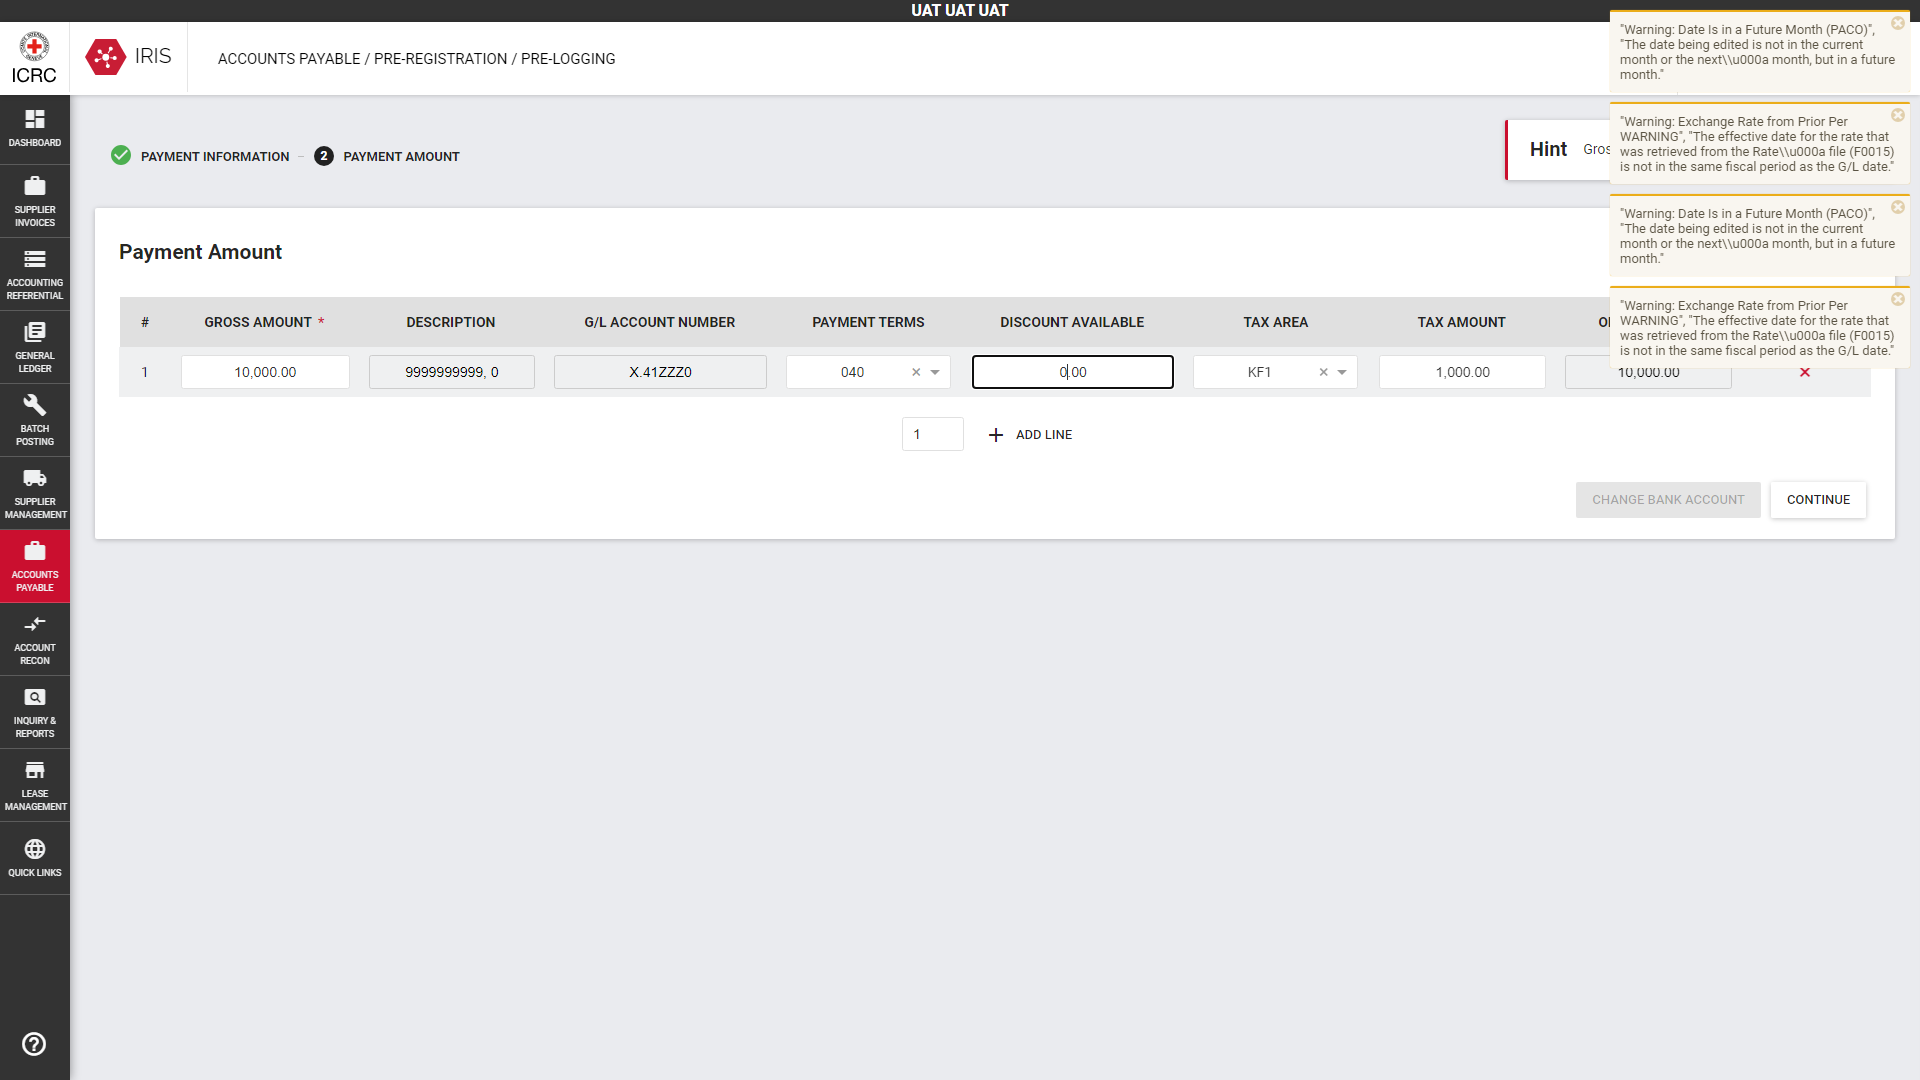 UAT UAT UAT
ICRC
IRIS
ACCOUNTS PAYABLE / PRE-REGISTRATION / PRE-LOGGING
"Warning: Date Is in a Future Month (PACO)",
"The date being edited is not in the current
month or the next\\u000a month, but in a future
month."
"Warning: Exchange Rate from Prior Per
WARNING", "The effective date for the rate that
was retrieved from the Rate\\u000a file (F0015)
is not in the same fiscal period as the G/L date."
"Warning: Date Is in a Future Month (PACO)",
"The date being edited is not in the current
month or the next\\u000a month, but in a future
month."
"Warning: Exchange Rate from Prior Per
WARNING", "The effective date for the rate that
was retrieved from the Rate\\u000a file (F0015)
is not in the same fiscal period as the G/L date."
DASHBOARD
SUPPLIER
INVOICES
ACCOUNTING
REFERENTIAL
GENERAL
LEDGER
BATCH
POSTING
SUPPLIER
MANAGEMENT
ACCOUNTS
PAYABLE
ACCOUNT
RECON
INQUIRY &
REPORTS
LEASE
MANAGEMENT
QUICK LINKS
PAYMENT INFORMATION
2 PAYMENT AMOUNT
Hint
Payment Amount
# GROSS AMOUNT * DESCRIPTION G/L ACCOUNT NUMBER PAYMENT TERMS DISCOUNT AVAILABLE TAX AREA TAX AMOUNT
1 10,000.00 9999999999, 0 X.41ZZZ0 040 0.00 KF1 1,000.00 10,000.00
1 ADD LINE
CHANGE BANK ACCOUNT CONTINUE